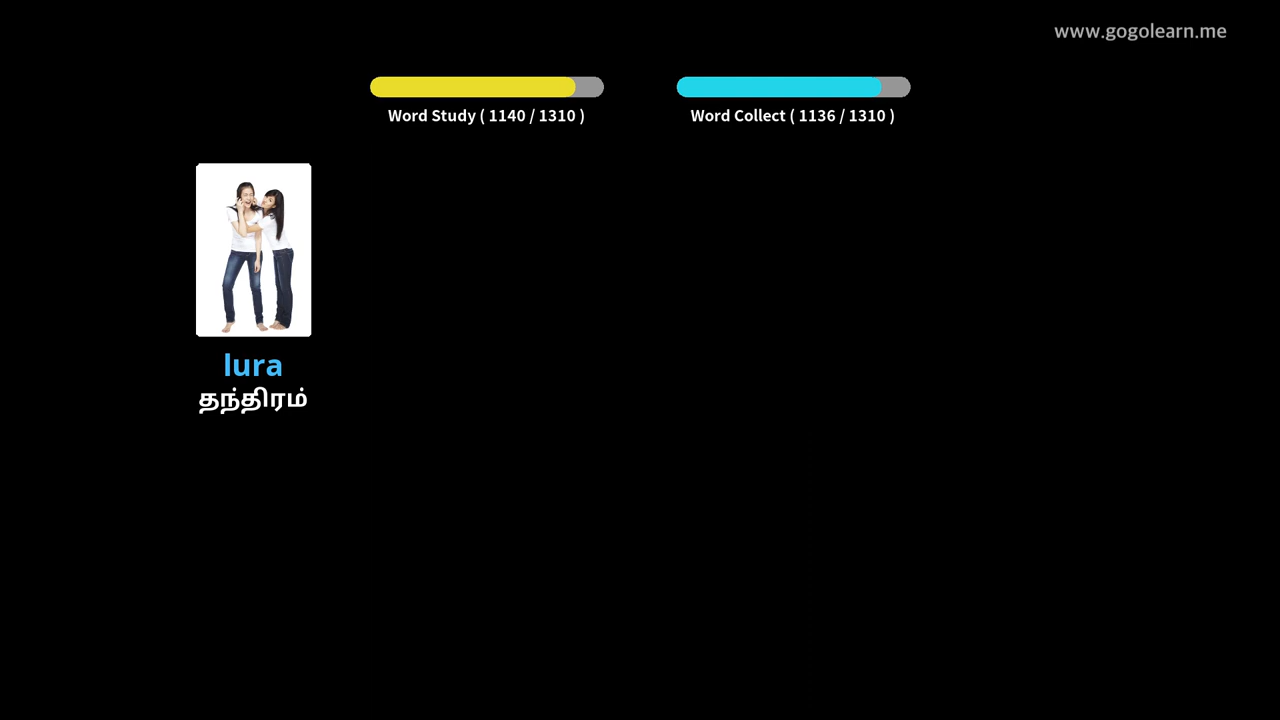 www.gogolearn.me
Word Study ( 1140 / 1310 )
Word Collect ( 1136 / 1310 )
lura
தந்திரம்